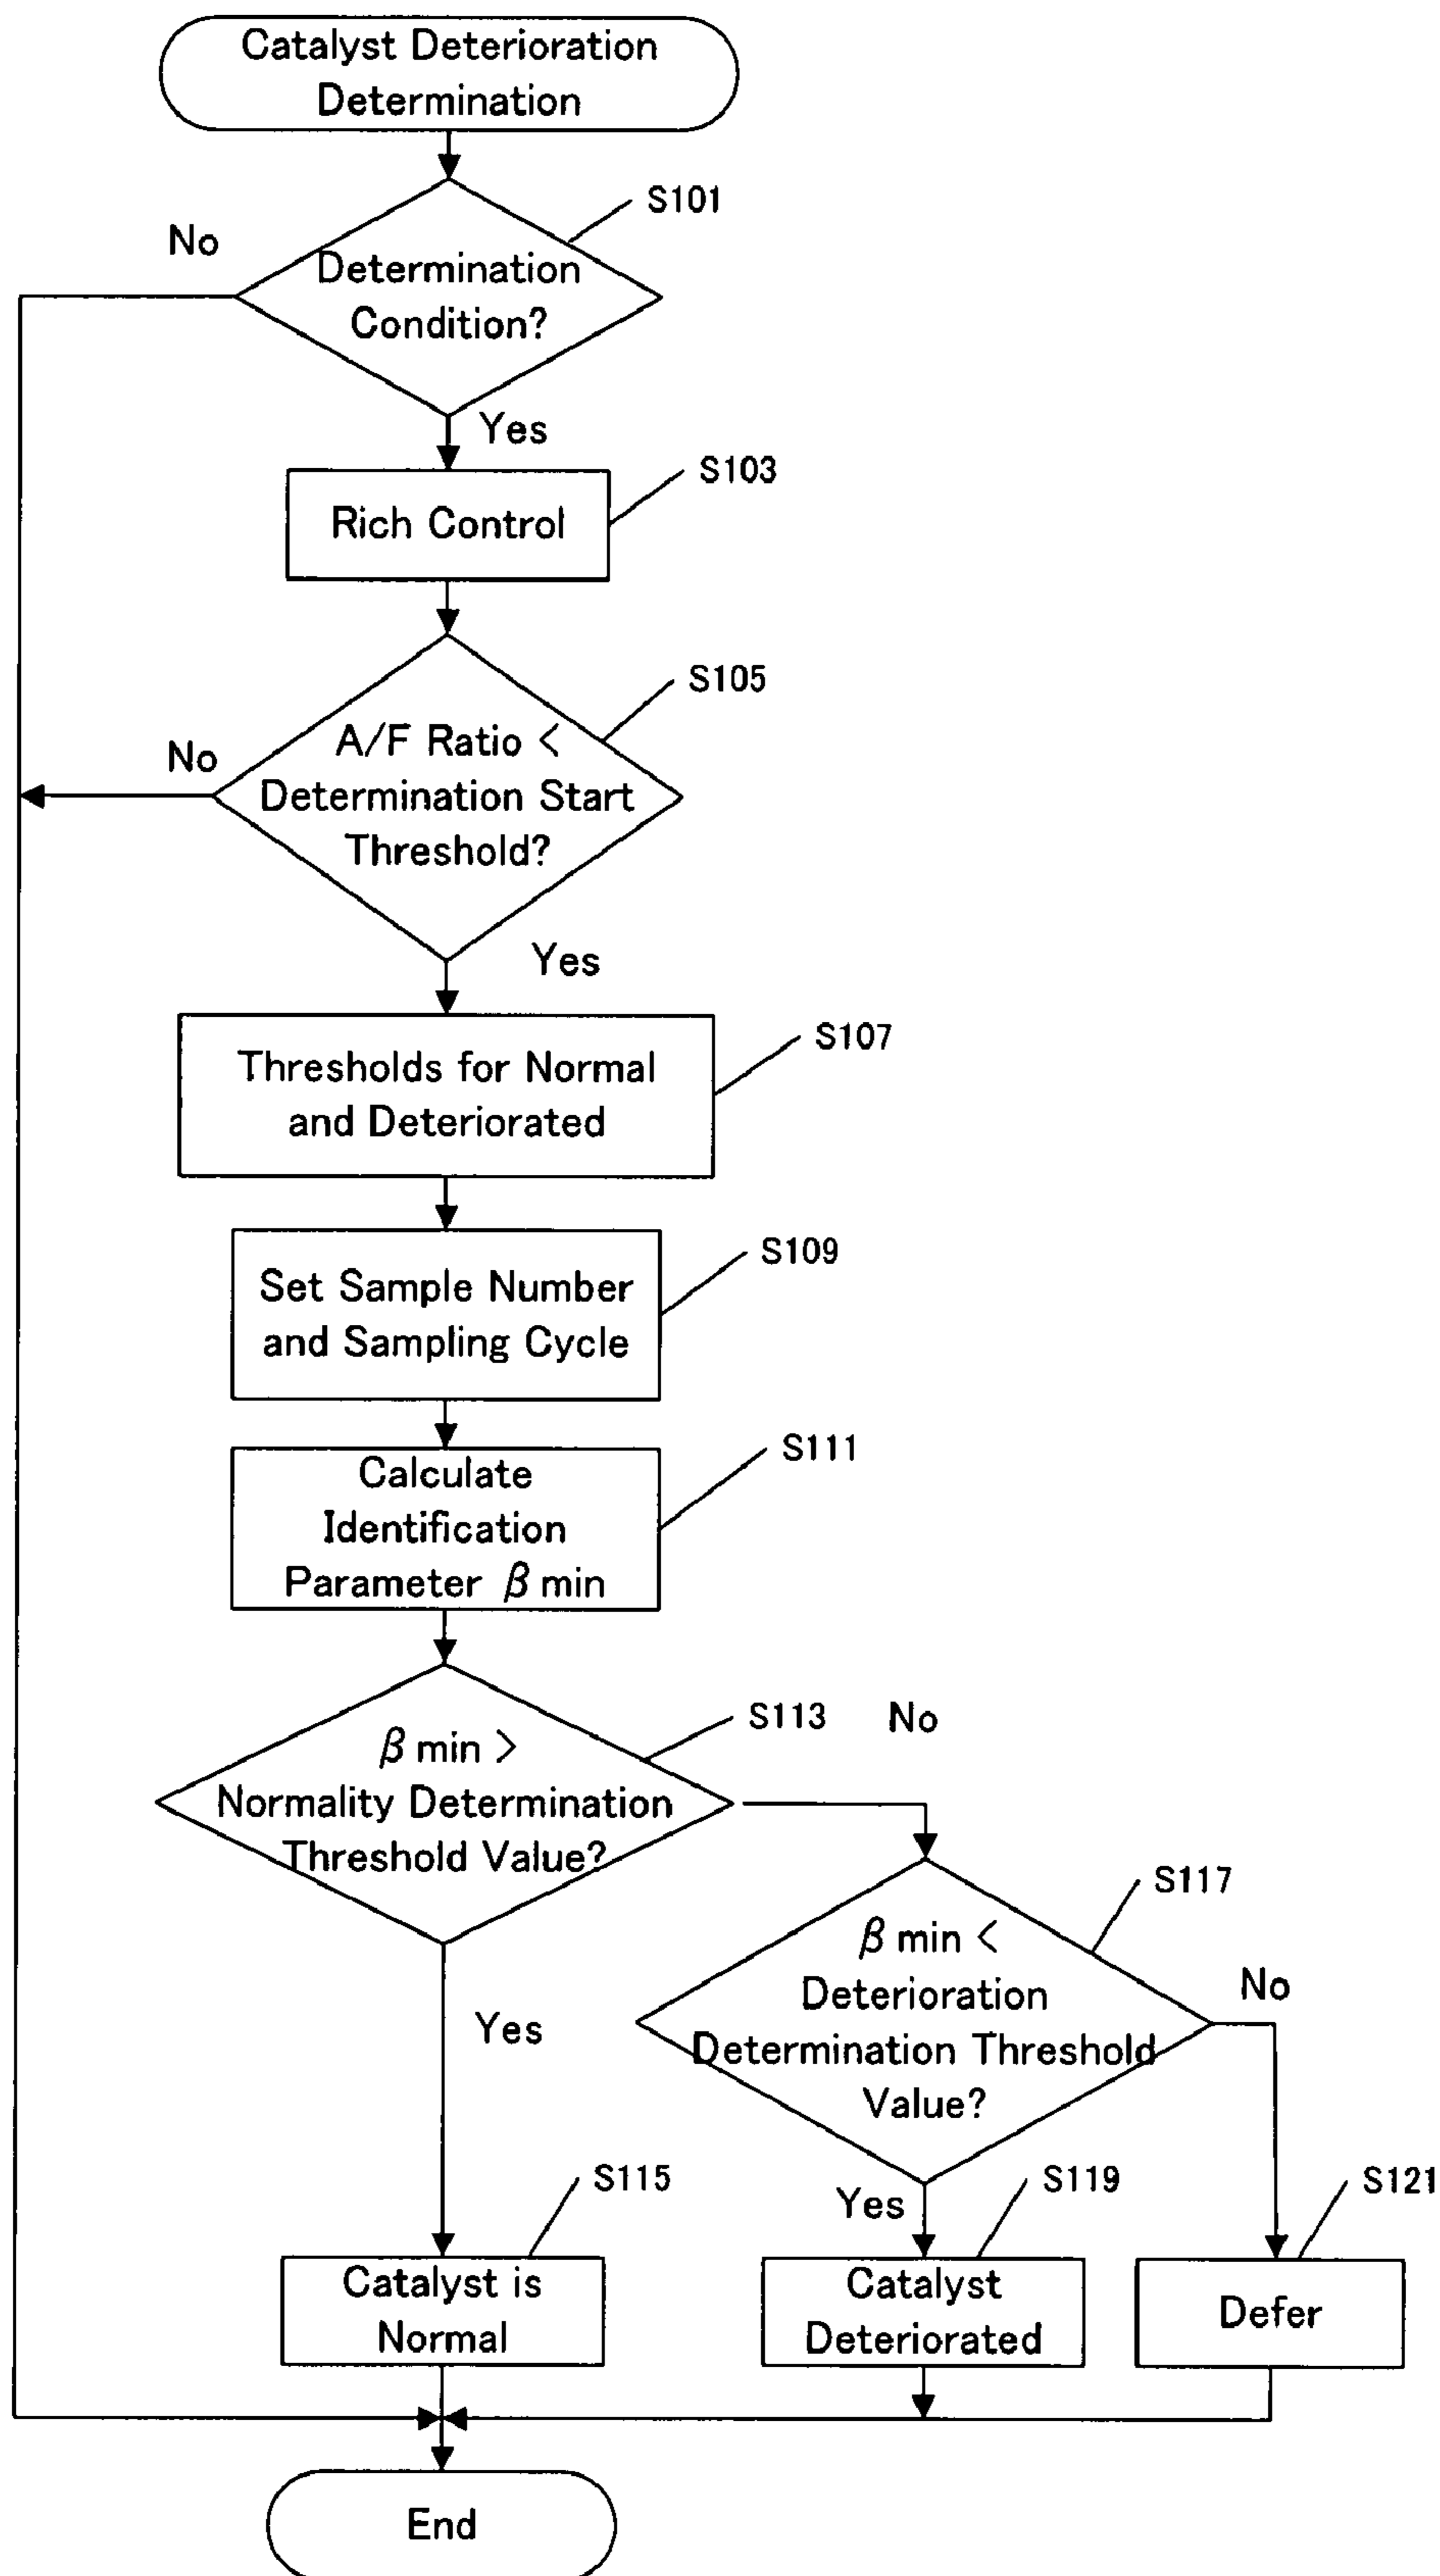 Catalyst Deterioration
Determination
S101
No
Determination
Condition?
Yes
S103
Rich Control
S105
A/F Ratio <
No
Determination Start
Threshold?
Yes
S107
Thresholds for Normal
and Deteriorated
S109
Set Sample Number
and Sampling Cycle
S111
Calculate
Identification
Parameter β min
S113
No
β min >
Normality Determination
Threshold Value?
S117
β min <
Deterioration
No
Determination Threshold
Value?
Yes
S115
Yes
S119
S121
Catalyst is
Normal
Catalyst
Deteriorated
Defer
End